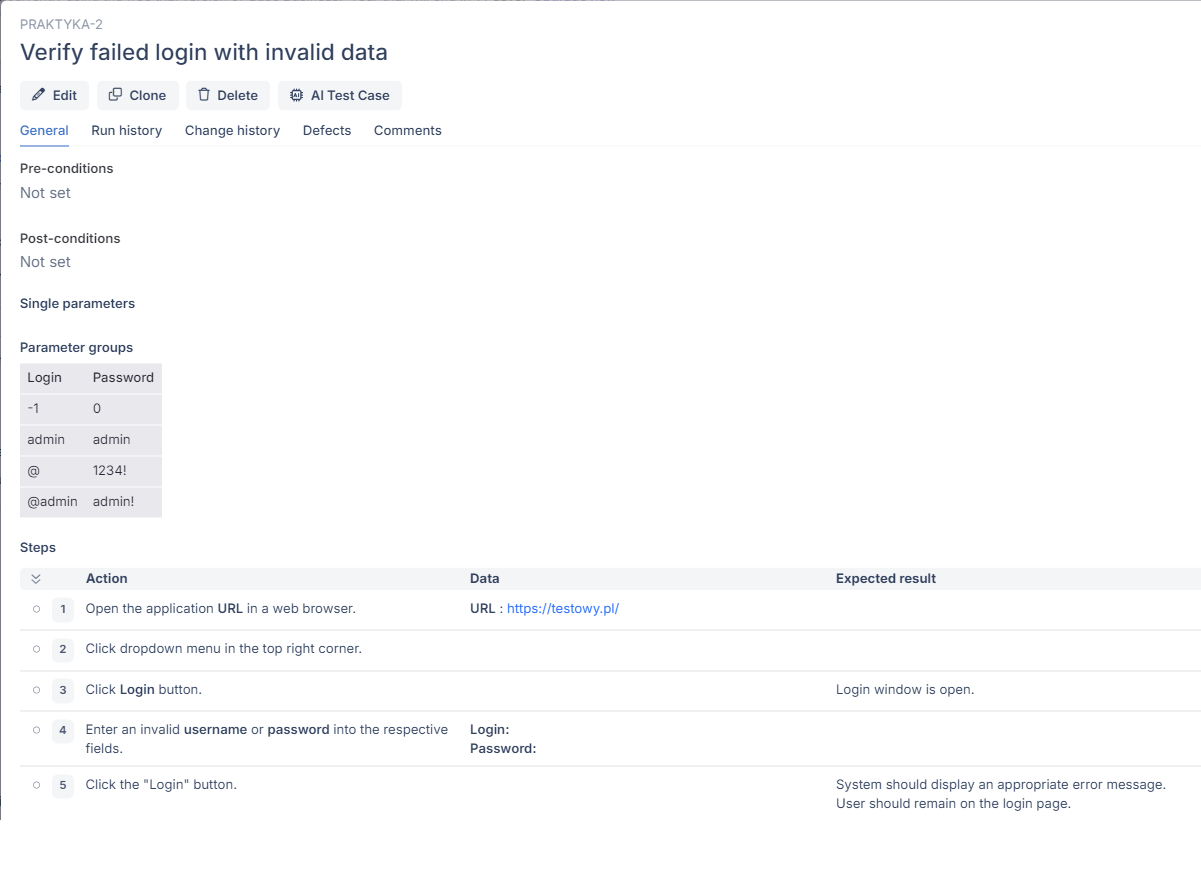 PRAKTYKA-2
Verify failed login with invalid data
Edit Clone Delete AI Test Case
General Run history Change history Defects Comments
Pre-conditions
Not set
Post-conditions
Not set
Single parameters
Parameter groups
Login Password
-1 0
admin admin
@ 1234!
@admin admin!
Steps
Action Data Expected result
1 Open the application URL in a web browser. URL : https://testowy.pl/
2 Click dropdown menu in the top right corner.
3 Click Login button. Login window is open.
4 Enter an invalid username or password into the respective Login:
fields. Password:
5 Click the "Login" button. System should display an appropriate error message.
User should remain on the login page.